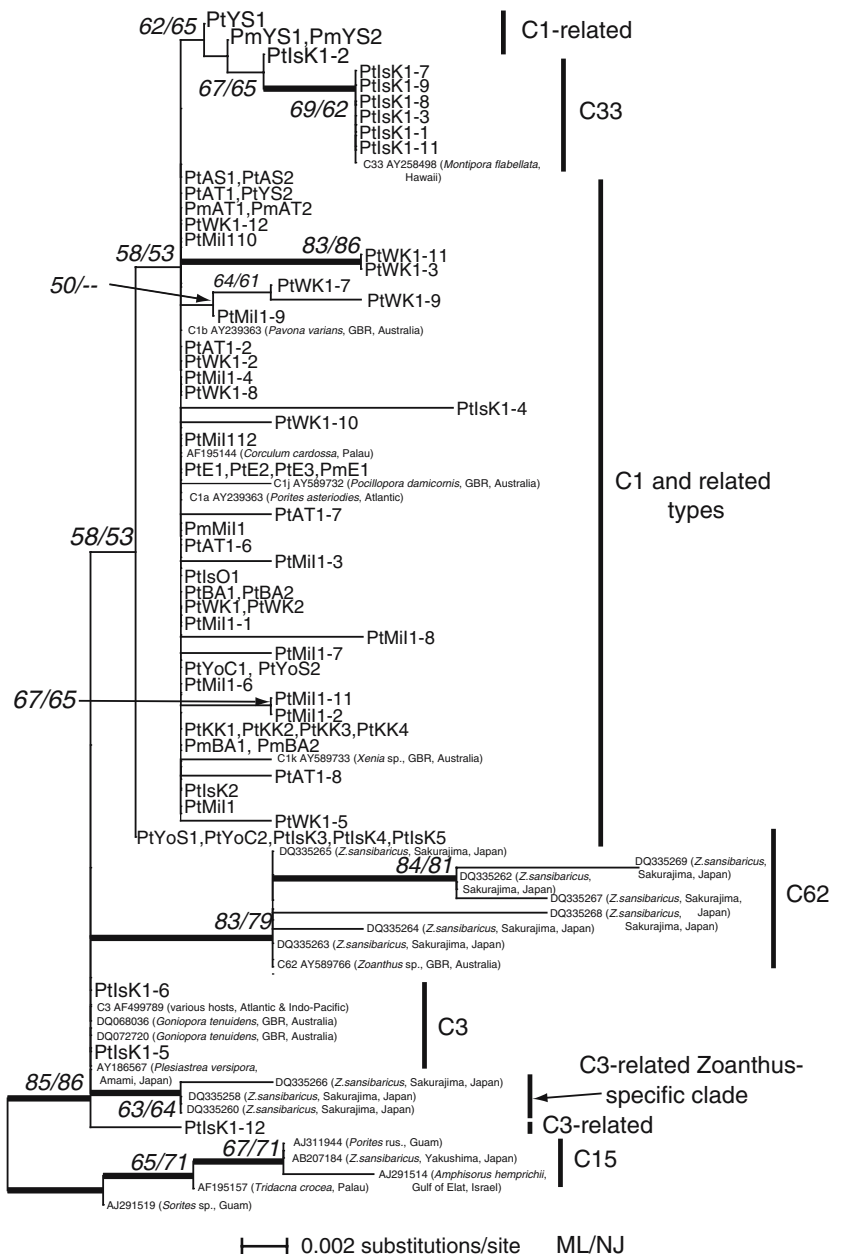 62/65
PtYS1
PmYS1,PmYS2
PtIsK1-2
C1-related
67/65
PtIsK1-7
PtIsK1-9
PtIsK1-8
69/62
PtIsK1-3
PtIsK1-1
PtIsK1-11
C33 AY258498 (Montipora flabellata,
Hawaii)
C33
PtAS1,PtAS2
PtAT1,PtYS2
PmAT1,PmAT2
PtWK1-12
PtMil110
58/53
83/86
PtWK1-11
PtWK1-3
50/--
64/61
PtWK1-7
PtWK1-9
PtMil1-9
C1b AY239363 (Pavona varians, GBR, Australia)
PtAT1-2
PtWK1-2
PtMil1-4
PtWK1-8
PtIsK1-4
PtWK1-10
PtMil112
AF195144 (Corculum cardossa, Palau)
PtE1,PtE2,PtE3,PmE1
C1j AY589732 (Pocillopora damicornis, GBR, Australia)
C1a AY239363 (Porites asteriodies, Atlantic)
C1 and related
types
PtAT1-7
PmMil1
PtAT1-6
58/53
PtMil1-3
PtIsO1
PtBA1,PtBA2
PtWK1,PtWK2
PtMil1-1
PtMil1-8
PtMil1-7
PtYoC1, PtYoS2
PtMil1-6
67/65
PtMil1-11
PtMil1-2
PtKK1,PtKK2,PtKK3,PtKK4
PmBA1, PmBA2
C1k AY589733 (Xenia sp., GBR, Australia)
PtAT1-8
PtIsK2
PtMil1
PtWK1-5
PtYoS1,PtYoC2,PtIsK3,PtIsK4,PtIsK5
DQ335265 (Z.sansibaricus, Sakurajima, Japan)
84/81
DQ335269 (Z.sansibaricus,
Sakurajima, Japan)
DQ335262 (Z.sansibaricus,
Sakurajima, Japan)
DQ335267 (Z.sansibaricus, Sakurajima,
Japan)
DQ335268 (Z.sansibaricus,
Sakurajima, Japan)
83/79
DQ335264 (Z.sansibaricus, Sakurajima, Japan)
DQ335263 (Z.sansibaricus, Sakurajima, Japan)
C62 AY589766 (Zoanthus sp., GBR, Australia)
C62
PtIsK1-6
C3 AF499789 (various hosts, Atlantic & Indo-Pacific)
DQ068036 (Goniopora tenuidens, GBR, Australia)
DQ072720 (Goniopora tenuidens, GBR, Australia)
C3
PtIsK1-5
AY186567 (Plesiastrea versipora,
Amami, Japan)
85/86
DQ335266 (Z.sansibaricus, Sakurajima, Japan)
DQ335258 (Z.sansibaricus, Sakurajima, Japan)
63/64
DQ335260 (Z.sansibaricus, Sakurajima, Japan)
C3-related Zoanthus-
specific clade
PtIsK1-12
C3-related
67/71
AJ311944 (Porites rus., Guam)
AB207184 (Z.sansibaricus, Yakushima, Japan)
65/71
AJ291514 (Amphisorus hemprichii,
Gulf of Elat, Israel)
AF195157 (Tridacna crocea, Palau)
AJ291519 (Sorites sp., Guam)
C15
0.002 substitutions/site
ML/NJ